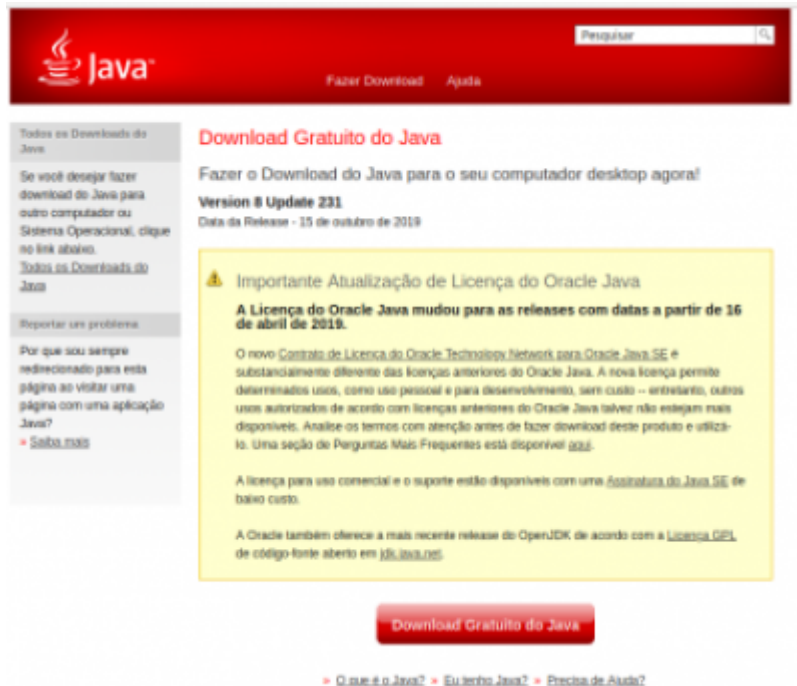 Java
Pesquisar
Fazer Download Ajuda
Todos os Downloads do
Java
Se você desejar fazer
download do Java para
outro computador ou
Sistema Operacional, clique
no link abaixo.
Todos os Downloads do
Java
Reportar um problema
Por que sou sempre
redirecionado para esta
página ao visitar uma
página com uma aplicação
Java?
» Saiba mais
Download Gratuito do Java
Fazer o Download do Java para o seu computador desktop agora!
Version 8 Update 231
Data da Release - 15 de outubro de 2019
Importante Atualização de Licença do Oracle Java
A Licença do Oracle Java mudou para as releases com datas a partir de 16
de abril de 2019.
O novo Contrato de Licença do Oracle Technology Network para Oracle Java SE é
substancialmente diferente das licenças anteriores do Oracle Java. A nova licença permite
determinados usos, como uso pessoal e para desenvolvimento, sem custo -- entretanto, outros
usos autorizados de acordo com licenças anteriores do Oracle Java talvez não estejam mais
disponíveis. Analise os termos com atenção antes de fazer download deste produto e utilizá-
lo. Uma seção de Perguntas Mais Frequentes está disponível aqui.
A licença para uso comercial e o suporte estão disponíveis com uma Assinatura do Java SE de
baixo custo.
A Oracle também oferece a mais recente release do OpenJDK de acordo com a Licença GPL
de código-fonte aberto em jdk.java.net.
Download Gratuito do Java
» O que é o Java? » Eu tenho Java? » Precisa de Ajuda?